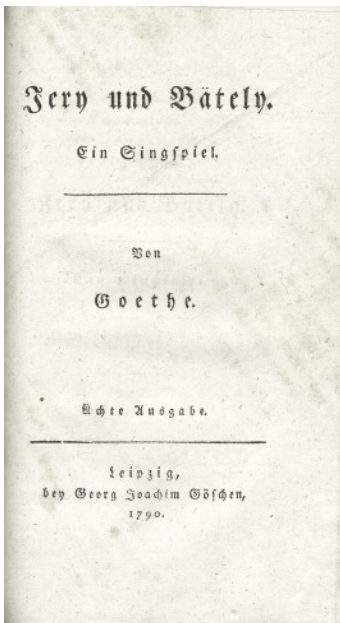 Jery und Bätely.
Ein Singspiel.
Von
Goethe.
Ächte Ausgabe.
Leipzig,
bey Georg Joachim Göschen,
1790.